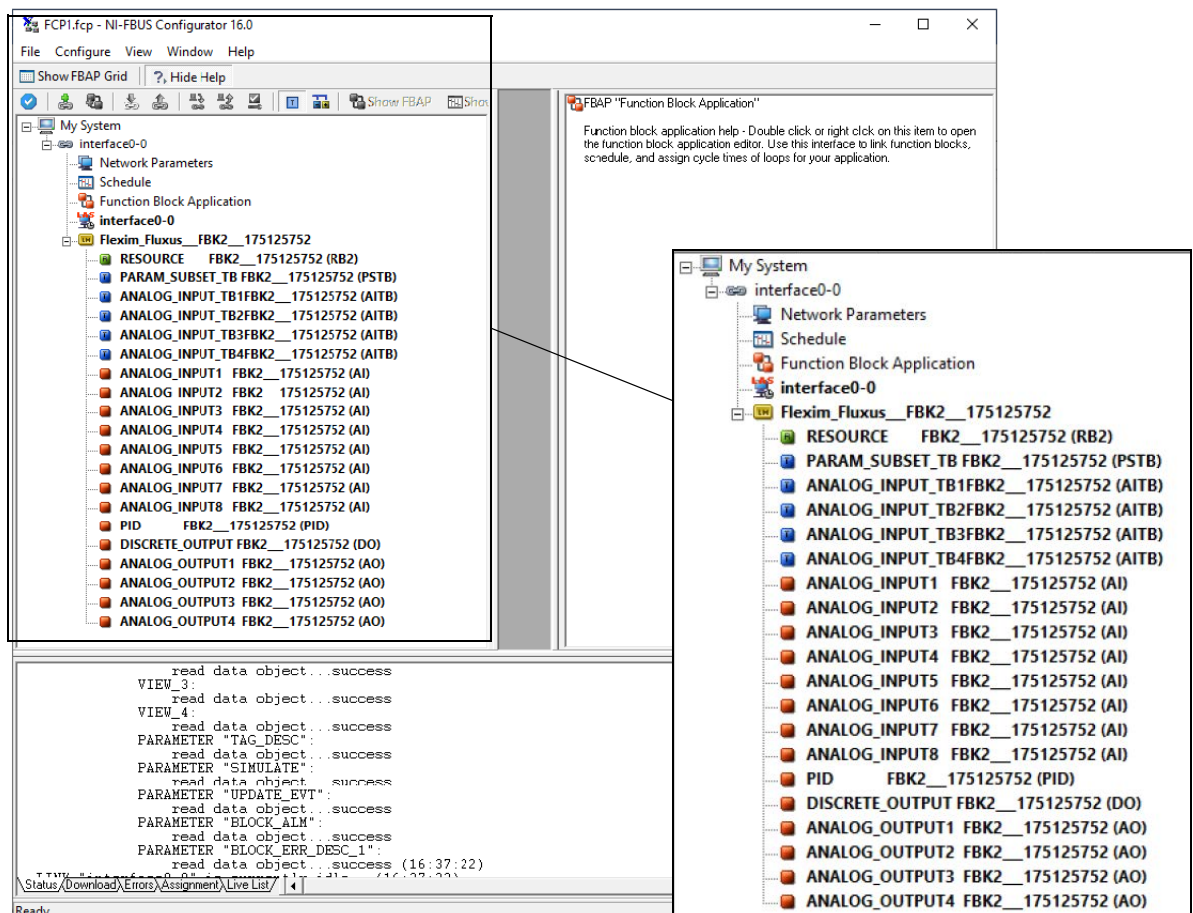 FCP1.fcp - NI-FBUS Configurator 16.0
File Configure View Window Help
Show FBAP Grid ?, Hide Help
Show FBAP Sho
My System
interface0-0
Network Parameters
Schedule
Function Block Application
interface0-0
Flexim_Fluxus__FBK2__175125752
RESOURCE FBK2__175125752 (RB2)
PARAM_SUBSET_TB FBK2__175125752 (PSTB)
ANALOG_INPUT_TB1FBK2__175125752 (AITB)
ANALOG_INPUT_TB2FBK2__175125752 (AITB)
ANALOG_INPUT_TB3FBK2__175125752 (AITB)
ANALOG_INPUT_TB4FBK2__175125752 (AITB)
ANALOG_INPUT1 FBK2__175125752 (AI)
ANALOG_INPUT2 FBK2__175125752 (AI)
ANALOG_INPUT3 FBK2__175125752 (AI)
ANALOG_INPUT4 FBK2__175125752 (AI)
ANALOG_INPUT5 FBK2__175125752 (AI)
ANALOG_INPUT6 FBK2__175125752 (AI)
ANALOG_INPUT7 FBK2__175125752 (AI)
ANALOG_INPUT8 FBK2__175125752 (AI)
PID FBK2__175125752 (PID)
DISCRETE_OUTPUT FBK2__175125752 (DO)
ANALOG_OUTPUT1 FBK2__175125752 (AO)
ANALOG_OUTPUT2 FBK2__175125752 (AO)
ANALOG_OUTPUT3 FBK2__175125752 (AO)
ANALOG_OUTPUT4 FBK2__175125752 (AO)
FBAP "Function Block Application"
Function block application help - Double click or right click on this item to open
the function block application editor. Use this interface to link function blocks,
schedule, and assign cycle times of loops for your application.
My System
interface0-0
Network Parameters
Schedule
Function Block Application
interface0-0
Flexim_Fluxus__FBK2__175125752
RESOURCE FBK2__175125752 (RB2)
PARAM_SUBSET_TB FBK2__175125752 (PSTB)
ANALOG_INPUT_TB1FBK2__175125752 (AITB)
ANALOG_INPUT_TB2FBK2__175125752 (AITB)
ANALOG_INPUT_TB3FBK2__175125752 (AITB)
ANALOG_INPUT_TB4FBK2__175125752 (AITB)
ANALOG_INPUT1 FBK2__175125752 (AI)
ANALOG_INPUT2 FBK2__175125752 (AI)
ANALOG_INPUT3 FBK2__175125752 (AI)
ANALOG_INPUT4 FBK2__175125752 (AI)
ANALOG_INPUT5 FBK2__175125752 (AI)
ANALOG_INPUT6 FBK2__175125752 (AI)
ANALOG_INPUT7 FBK2__175125752 (AI)
ANALOG_INPUT8 FBK2__175125752 (AI)
PID FBK2__175125752 (PID)
DISCRETE_OUTPUT FBK2__175125752 (DO)
ANALOG_OUTPUT1 FBK2__175125752 (AO)
ANALOG_OUTPUT2 FBK2__175125752 (AO)
ANALOG_OUTPUT3 FBK2__175125752 (AO)
ANALOG_OUTPUT4 FBK2__175125752 (AO)
read data object...success
VIEW_3:
read data object...success
VIEW_4:
read data object...success
PARAMETER "TAG_DESC":
read data object...success
PARAMETER "SIMULATE":
read data object...success
PARAMETER "UPDATE_EVT":
read data object...success
PARAMETER "BLOCK_ALM":
read data object...success
PARAMETER "BLOCK_ERR_DESC_1":
read data object...success (16:37:22)
Status Download Errors Assignment Live List
Ready